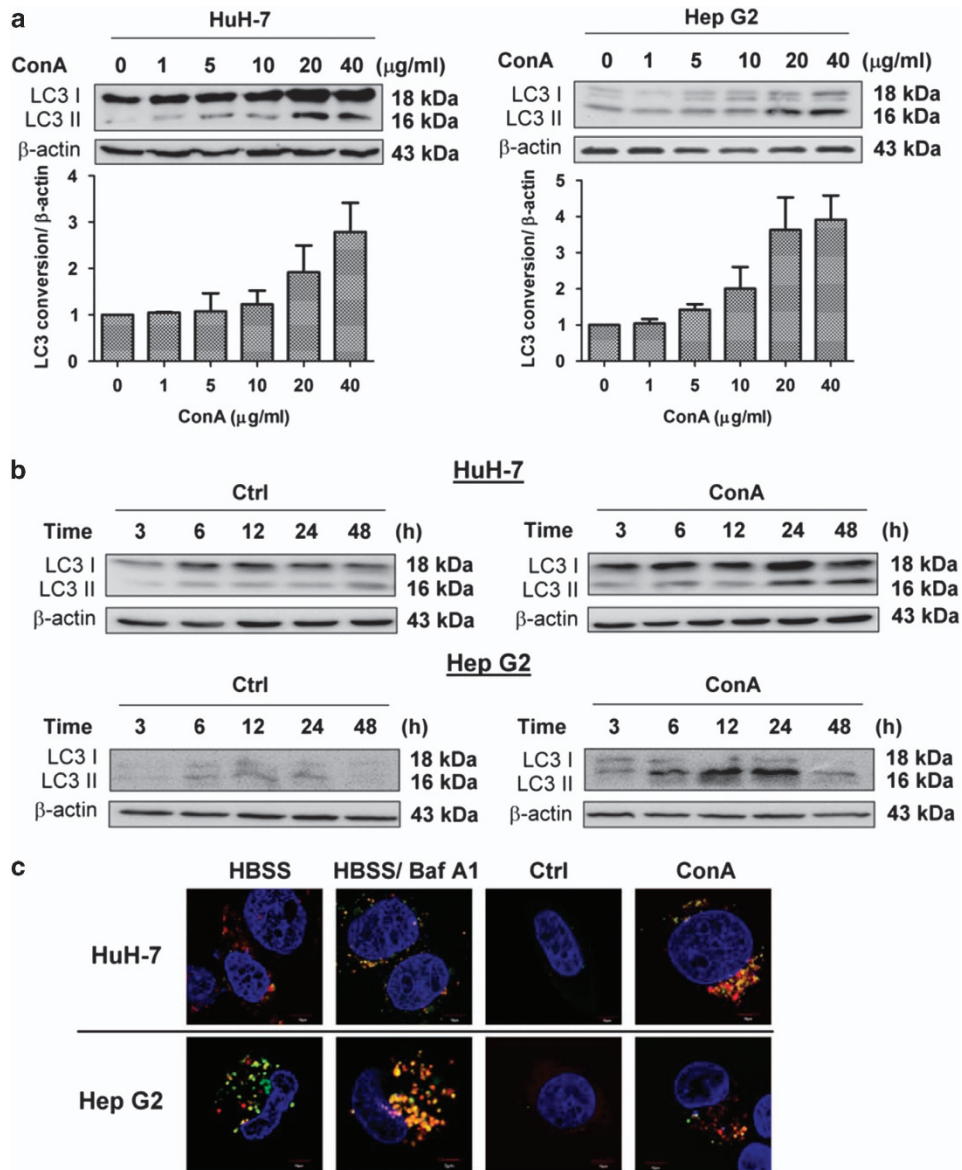 a
HuH-7
ConA 0 1 5 10 20 40 (μg/ml)
LC3 I 18 kDa
LC3 II 16 kDa
β-actin 43 kDa
LC3 conversion/ β-actin
4
3
2
1
0
0 1 5 10 20 40
ConA (μg/ml)
Hep G2
ConA 0 1 5 10 20 40 (μg/ml)
LC3 I 18 kDa
LC3 II 16 kDa
β-actin 43 kDa
LC3 conversion/ β-actin
5
4
3
2
1
0
0 1 5 10 20 40
ConA (μg/ml)
b
HuH-7
Ctrl
Time 3 6 12 24 48 (h)
LC3 I 18 kDa
LC3 II 16 kDa
β-actin 43 kDa
ConA
Time 3 6 12 24 48 (h)
LC3 I 18 kDa
LC3 II 16 kDa
β-actin 43 kDa
Hep G2
Ctrl
Time 3 6 12 24 48 (h)
LC3 I 18 kDa
LC3 II 16 kDa
β-actin 43 kDa
ConA
Time 3 6 12 24 48 (h)
LC3 I 18 kDa
LC3 II 16 kDa
β-actin 43 kDa
c
HBSS HBSS/ Baf A1 Ctrl ConA
HuH-7
Hep G2